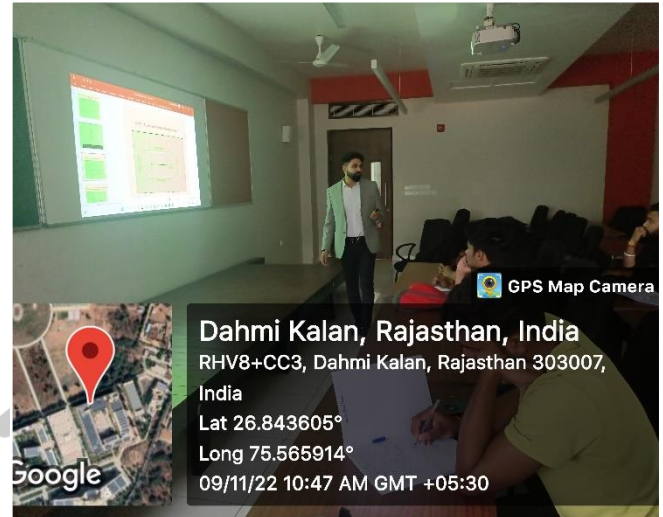 GPS Map Camera
Dahmi Kalan, Rajasthan, India
RHV8+CC3, Dahmi Kalan, Rajasthan 303007,
India
Lat 26.843605°
Long 75.565914°
09/11/22 10:47 AM GMT +05:30
Google